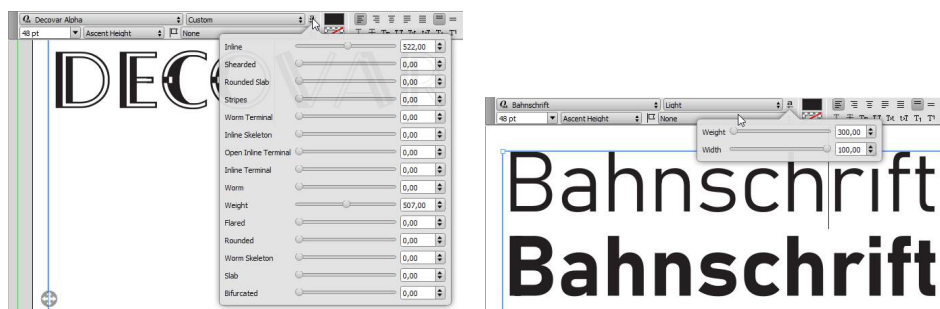 Decovar Alpha Custom a
48 pt Ascent Height None
DECOVAR
Inline 522,00
Shearded 0,00
Rounded Slab 0,00
Stripes 0,00
Worm Terminal 0,00
Inline Skeleton 0,00
Open Inline Terminal 0,00
Inline Terminal 0,00
Worm 0,00
Weight 507,00
Flared 0,00
Rounded 0,00
Worm Skeleton 0,00
Slab 0,00
Bifurcated 0,00
Bahnschrift Light a
48 pt Ascent Height None
Weight 300,00
Width 100,00
Bahnschrift
Bahnschrift